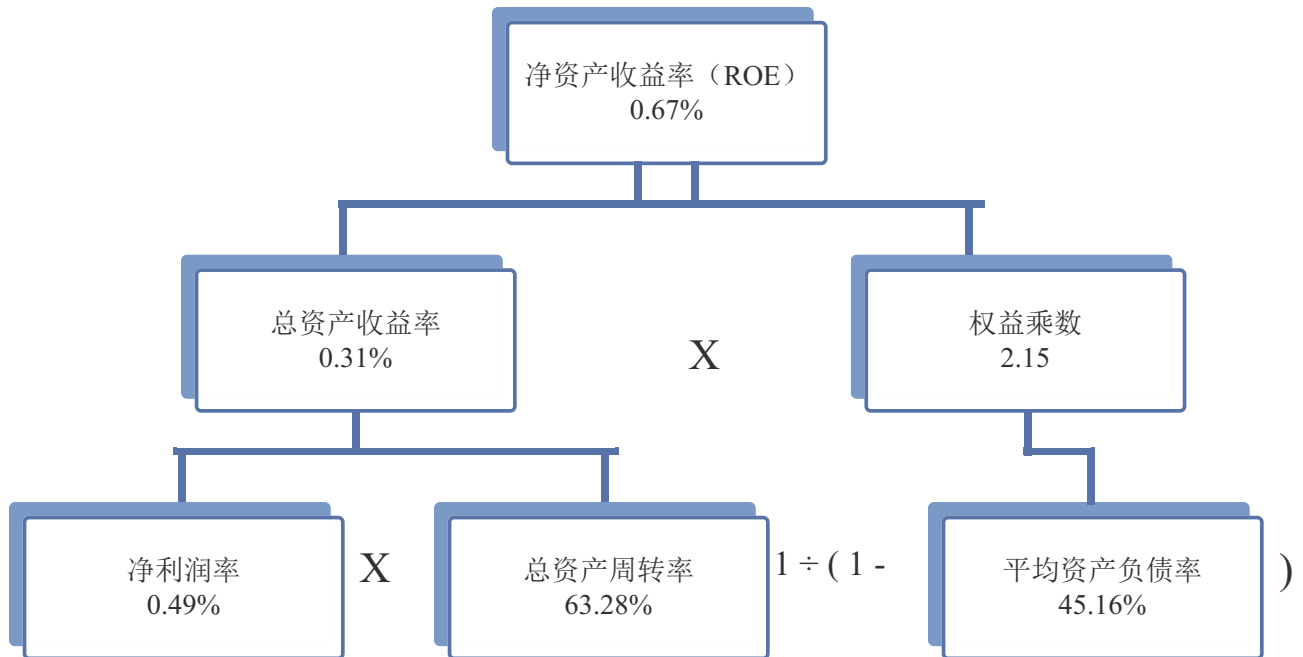 净资产收益率（ROE）
0.67%
总资产收益率
0.31%
X
权益乘数
2.15
净利润率
0.49%
X
总资产周转率
63.28%
1 ÷ ( 1 -
平均资产负债率
45.16%
)